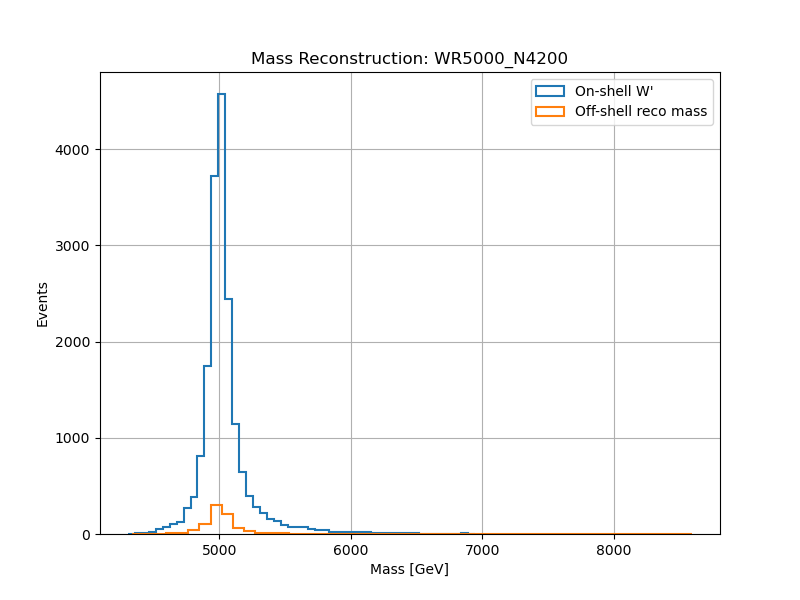 Mass Reconstruction: WR5000_N4200
On-shell W'
Off-shell reco mass
4000
3000
2000
1000
0
Events
5000 6000 7000 8000
Mass [GeV]